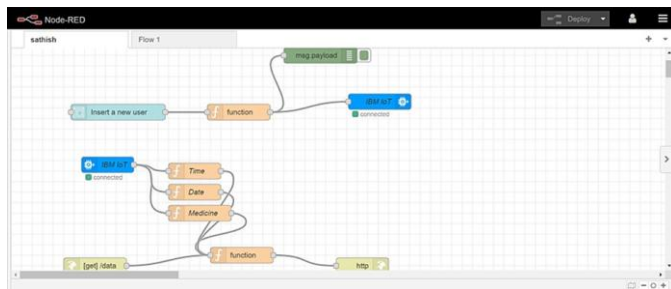 Node-RED
Deploy
sathish
Flow 1
msg.payload
Insert a new user
function
IBM IoT
connected
IBM IoT
connected
Time
Date
Medicine
function
[get] /data
http